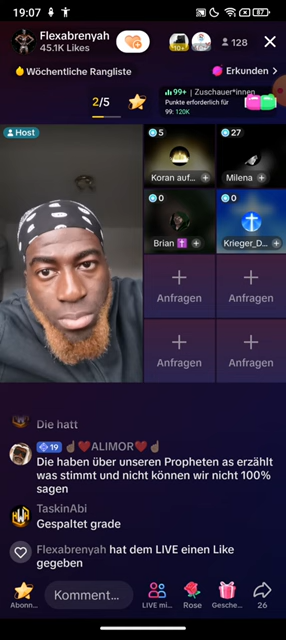 19:07
87
Flexabrenyah
45.1K Likes
10+
128
Wöchentliche Rangliste
Erkunden >
2/5
99+ | Zuschauer*innen
Punkte erforderlich für
99: 120K
Host
5
Koran auf...
27
Milena
0
Brian
0
Krieger_D...
Anfragen
Anfragen
Anfragen
Anfragen
Die hatt
19 ALIMOR
Die haben über unseren Propheten as erzählt
was stimmt und nicht können wir nicht 100%
sagen
TaskinAbi
Gespaltet grade
Flexabrenyah hat dem LIVE einen Like
gegeben
Abonn...
Komment...
LIVE mi...
Rose
Gesche...
26